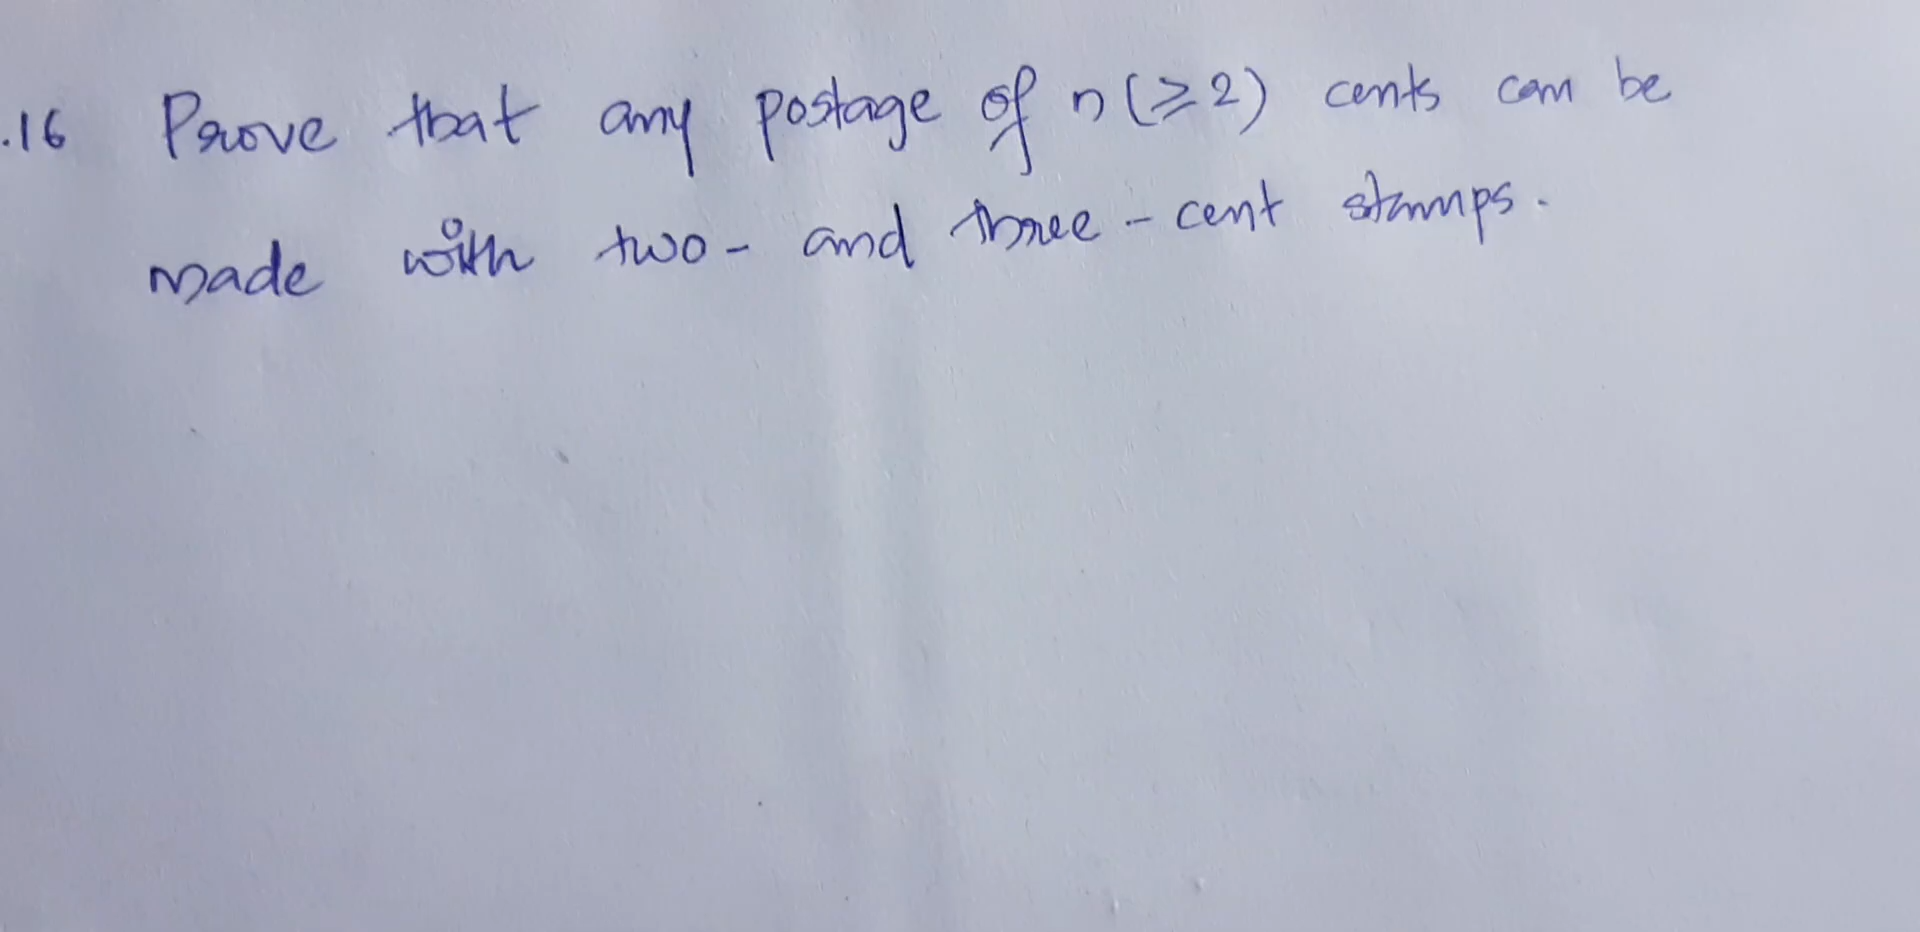 .16 Prove that any postage of n (≥2) cents can be
made with two- and three-cent stamps.